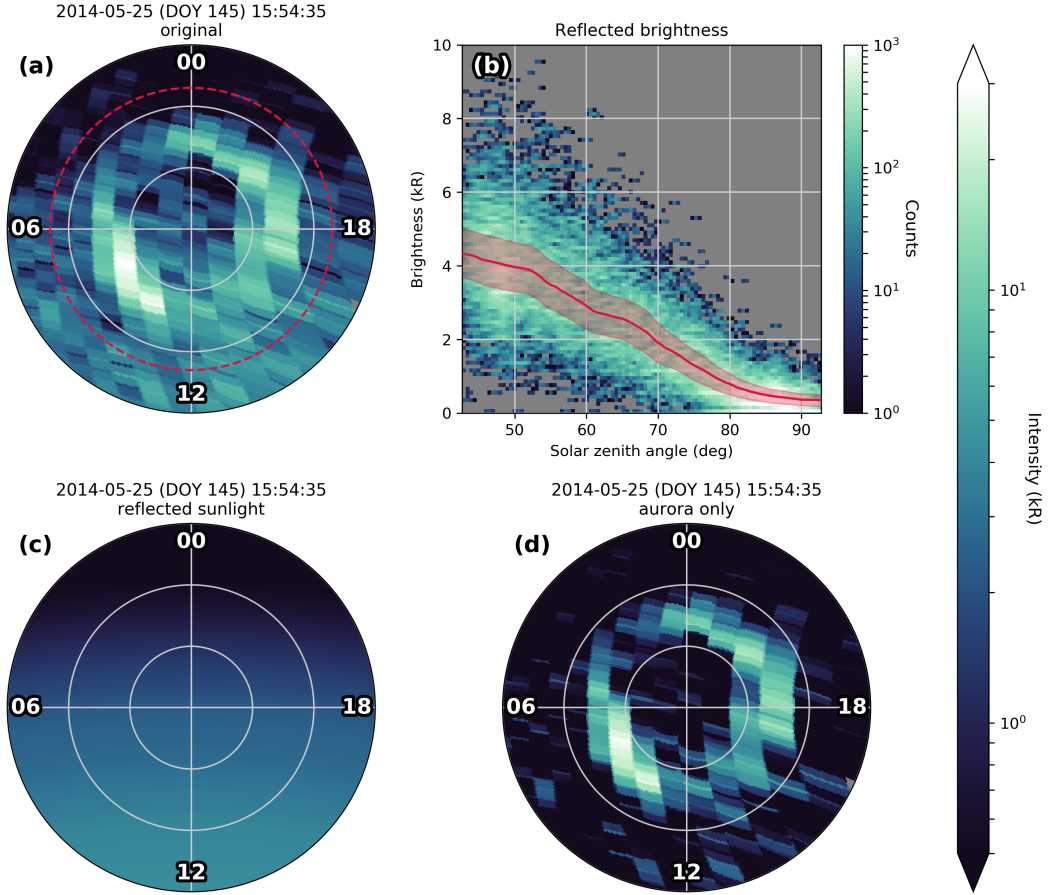 2014-05-25 (DOY 145) 15:54:35
original
(a)
00
06
18
12
Reflected brightness
(b)
10
8
6
4
2
0
Brightness (kR)
50
60
70
80
90
Solar zenith angle (deg)
10³
10²
10¹
10⁰
Counts
10¹
10⁰
Intensity (kR)
2014-05-25 (DOY 145) 15:54:35
reflected sunlight
(c)
00
06
18
12
2014-05-25 (DOY 145) 15:54:35
aurora only
(d)
00
06
18
12